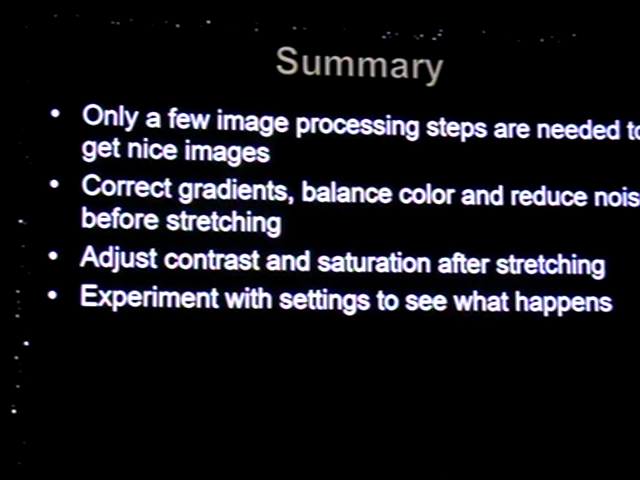 Summary
• Only a few image processing steps are needed to
get nice images
• Correct gradients, balance color and reduce nois
before stretching
• Adjust contrast and saturation after stretching
• Experiment with settings to see what happens